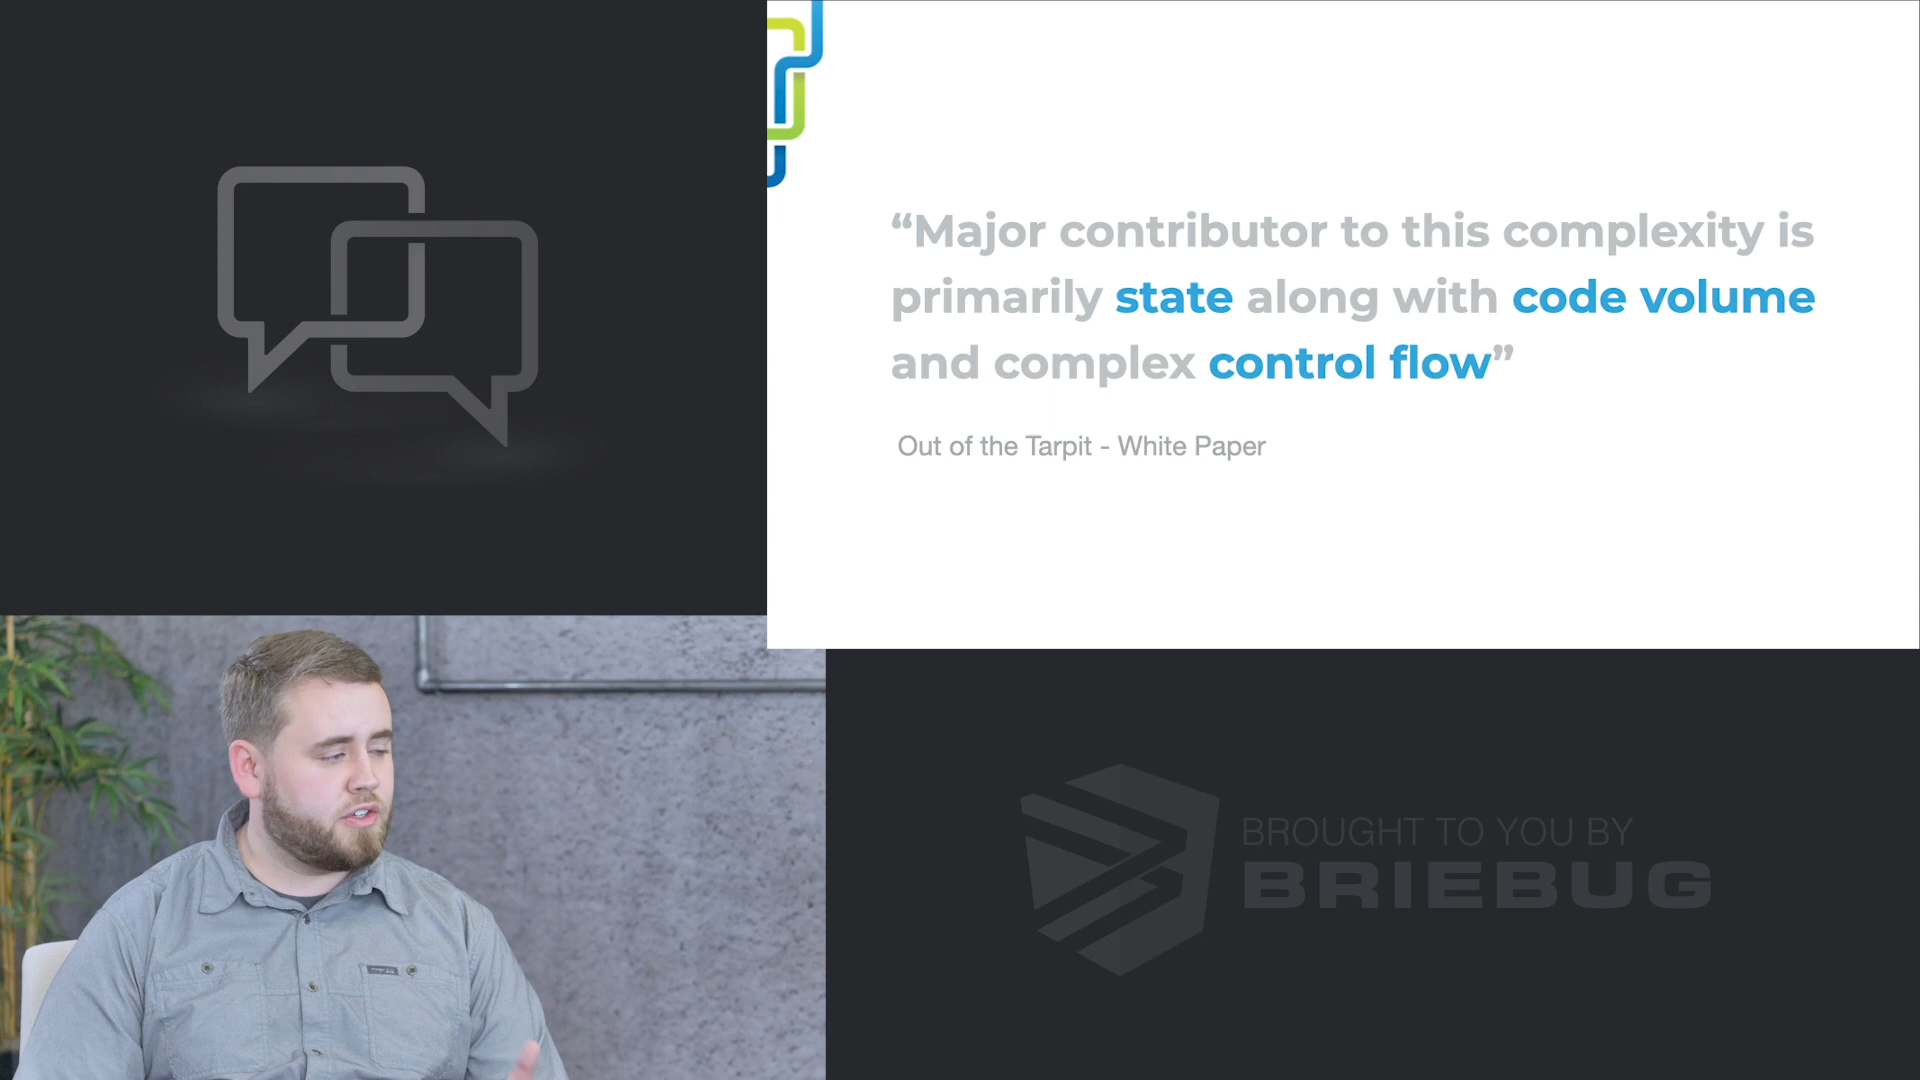 “Major contributor to this complexity is
primarily state along with code volume
and complex control flow”
Out of the Tarpit - White Paper
BROUGHT TO YOU BY
BRIEBUG